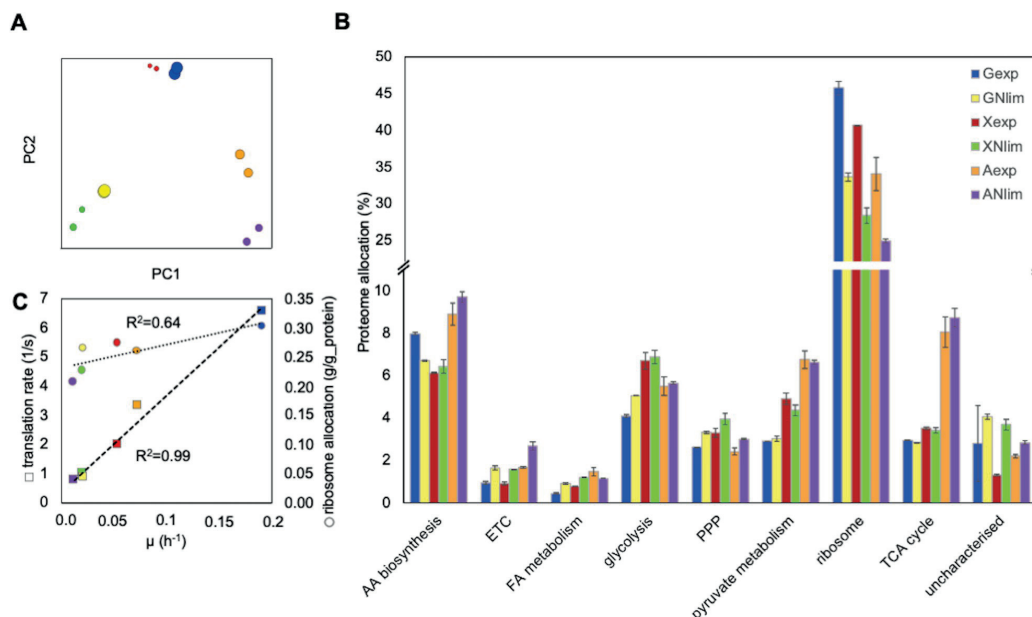 A
PC2
PC1
B
Proteome allocation (%)
50
45
40
35
30
25
10
8
6
4
2
0
Gexp
GNlim
Xexp
XNlim
Aexp
ANlim
AA biosynthesis
ETC
FA metabolism
glycolysis
PPP
pyruvate metabolism
ribosome
TCA cycle
uncharacterised
C
translation rate (1/s)
7
6
5
4
3
2
1
0
R²=0.64
R²=0.99
0.35
0.30
0.25
0.20
0.15
0.10
0.05
0.00
ribosome allocation (g/g_protein)
0.0
0.05
0.1
0.15
0.2
μ (h⁻¹)